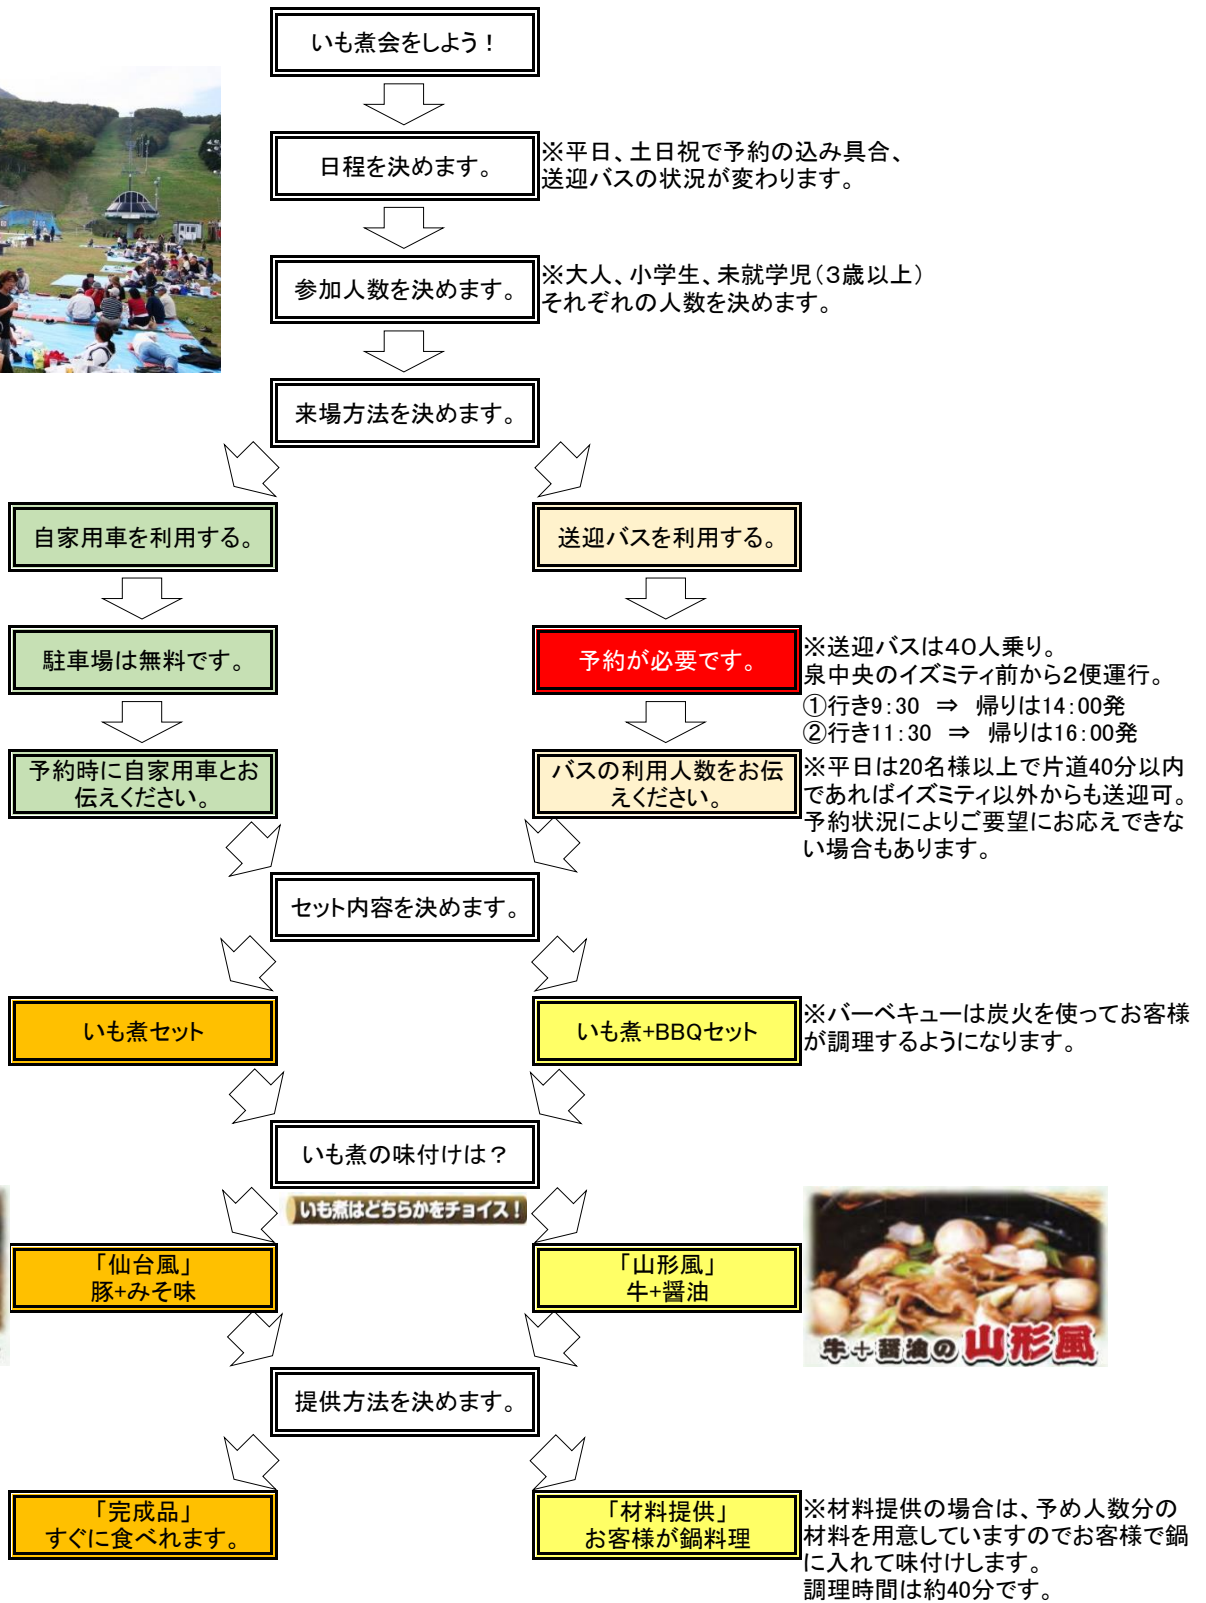 いも煮会をしよう！
日程を決めます。
※平日、土日祝で予約の込み具合、
送迎バスの状況が変わります。
参加人数を決めます。
※大人、小学生、未就学児（３歳以上）
それぞれの人数を決めます。
来場方法を決めます。
自家用車を利用する。
送迎バスを利用する。
駐車場は無料です。
予約が必要です。
※送迎バスは４０人乗り。
泉中央のイズミティ前から２便運行。
①行き9：30 ⇒ 帰りは14：00発
②行き11：30 ⇒ 帰りは16：00発
予約時に自家用車とお
伝えください。
バスの利用人数をお伝
えください。
※平日は20名様以上で片道40分以内
であればイズミティ以外からも送迎可。
予約状況によりご要望にお応えできな
い場合もあります。
セット内容を決めます。
いも煮セット
いも煮+BBQセット
※バーベキューは炭火を使ってお客様
が調理するようになります。
いも煮の味付けは？
いも煮はどちらかをチョイス！
「仙台風」
豚+みそ味
「山形風」
牛+醤油
牛＋醤油の山形風
提供方法を決めます。
「完成品」
すぐに食べれます。
「材料提供」
お客様が鍋料理
※材料提供の場合は、予め人数分の
材料を用意していますのでお客様で鍋
に入れて味付けします。
調理時間は約40分です。